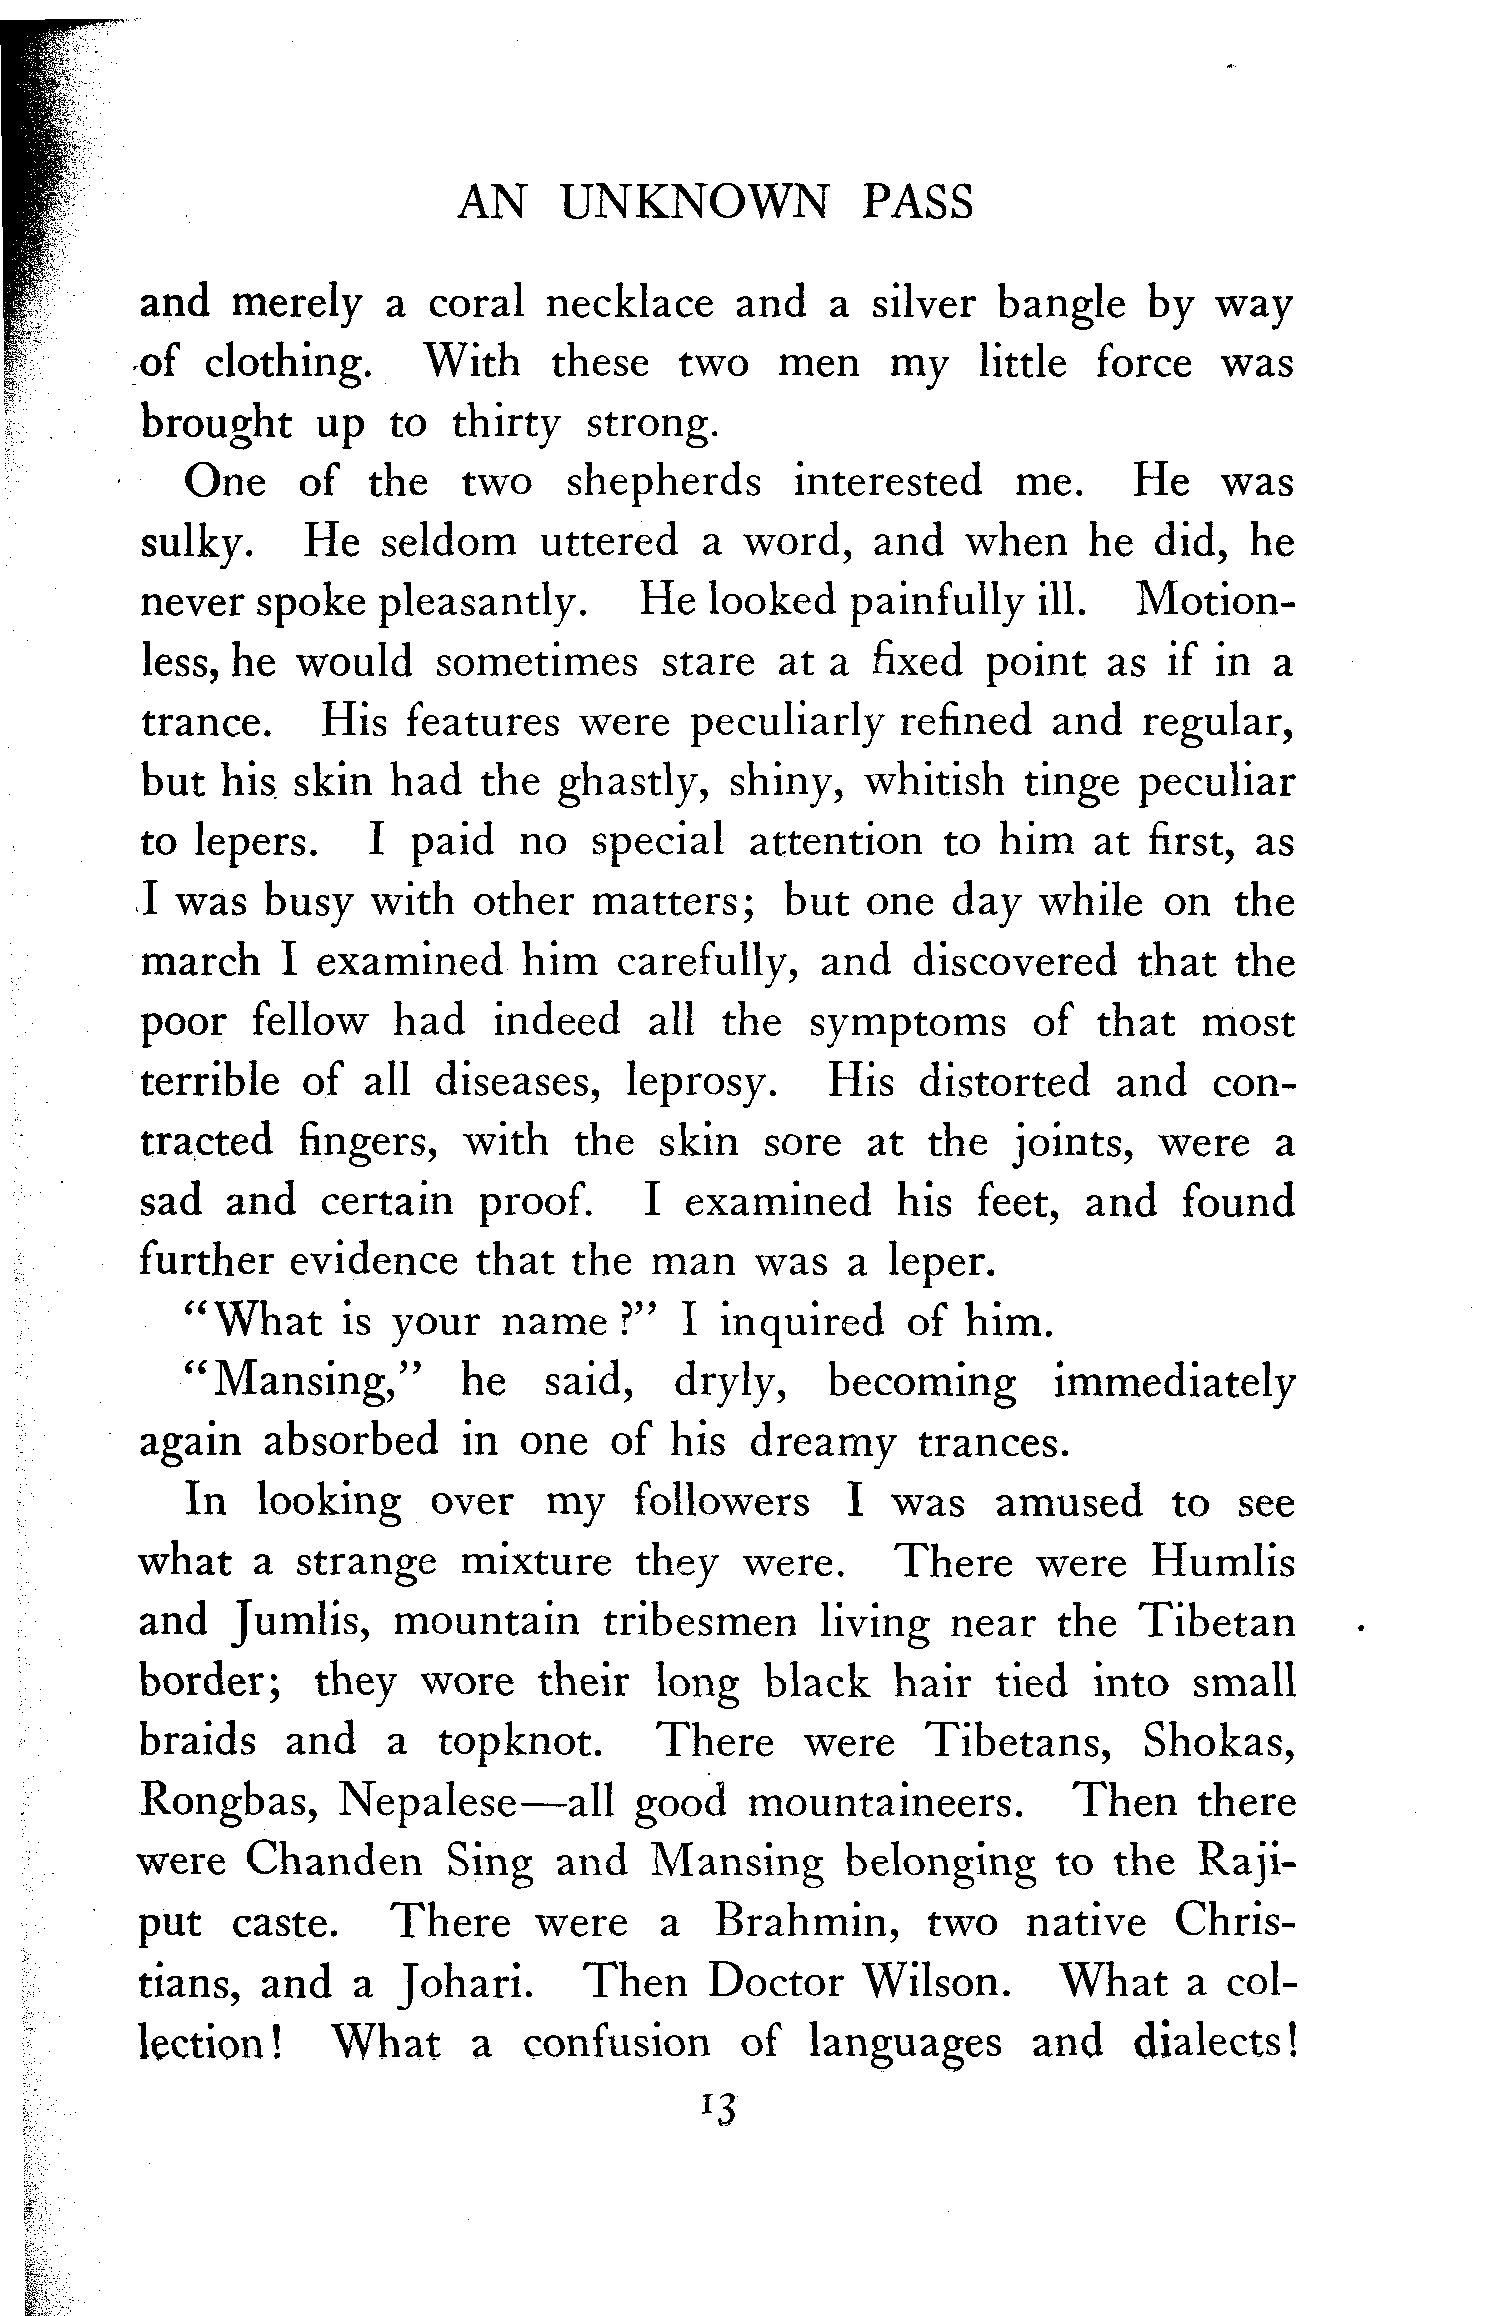 AN UNKNOWN PASS
and merely a coral necklace and a silver bangle by way
of clothing. With these two men my little force was
brought up to thirty strong.
One of the two shepherds interested me. He was
sulky. He seldom uttered a word, and when he did, he
never spoke pleasantly. He looked painfully ill. Motion-
less, he would sometimes stare at a fixed point as if in a
trance. His features were peculiarly refined and regular,
but his skin had the ghastly, shiny, whitish tinge peculiar
to lepers. I paid no special attention to him at first, as
I was busy with other matters; but one day while on the
march I examined him carefully, and discovered that the
poor fellow had indeed all the symptoms of that most
terrible of all diseases, leprosy. His distorted and con-
tracted fingers, with the skin sore at the joints, were a
sad and certain proof. I examined his feet, and found
further evidence that the man was a leper.
"What is your name?" I inquired of him.
"Mansing," he said, dryly, becoming immediately
again absorbed in one of his dreamy trances.
In looking over my followers I was amused to see
what a strange mixture they were. There were Humlis
and Jumlis, mountain tribesmen living near the Tibetan
border; they wore their long black hair tied into small
braids and a topknot. There were Tibetans, Shokas,
Rongbas, Nepalese—all good mountaineers. Then there
were Chanden Sing and Mansing belonging to the Raji-
put caste. There were a Brahmin, two native Chris-
tians, and a Johari. Then Doctor Wilson. What a col-
lection! What a confusion of languages and dialects!
13